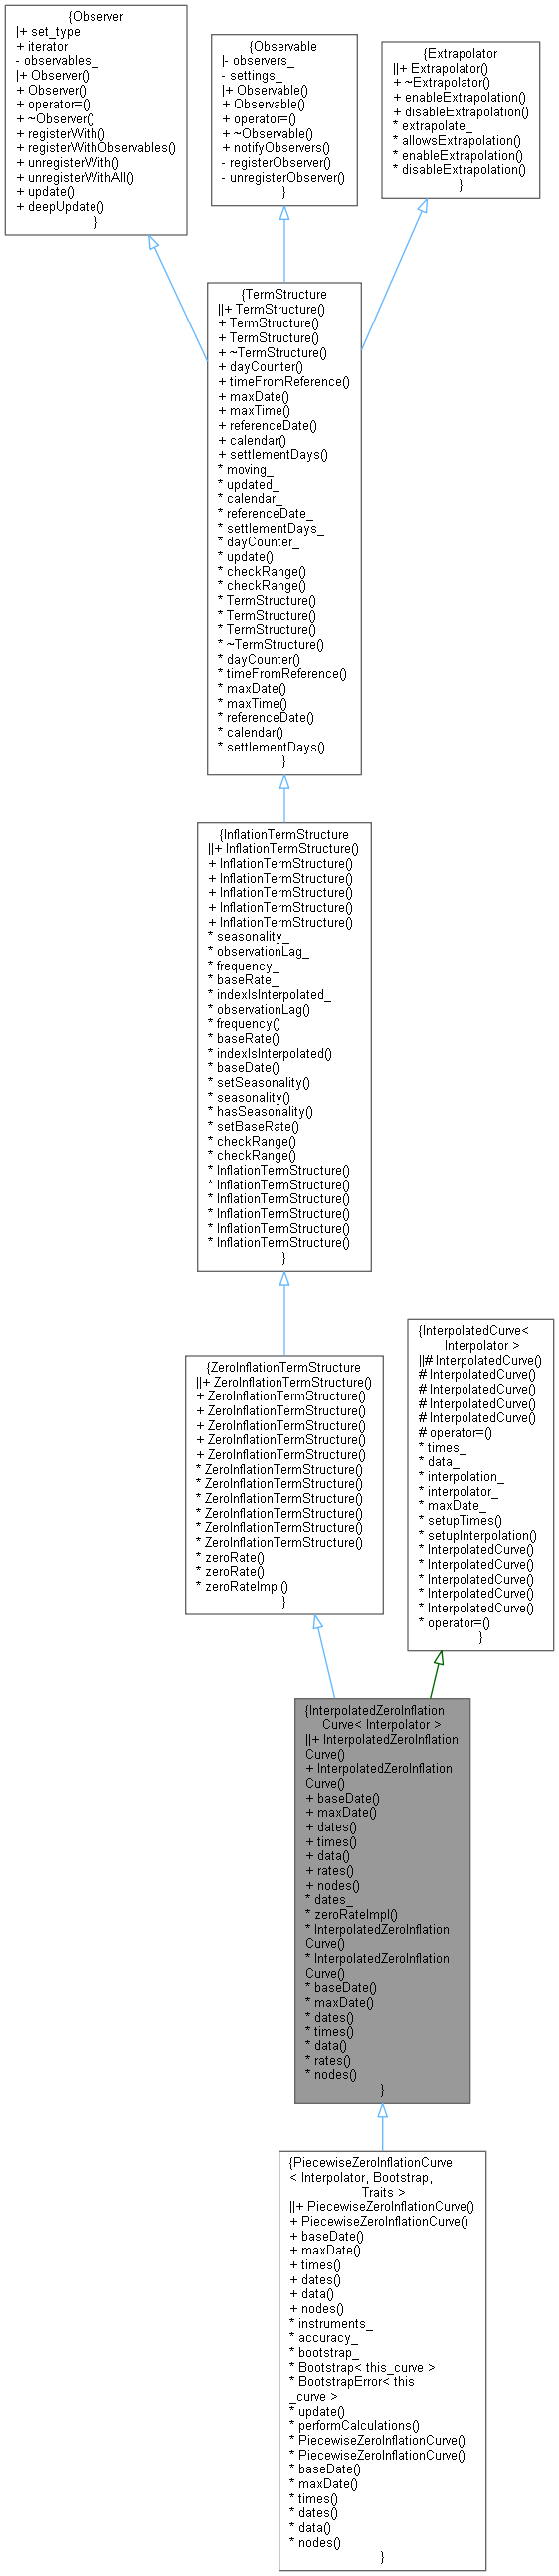 {Observer
|+ set_type
+ iterator
- observables_
|+ Observer()
+ Observer()
+ operator=()
+ ~Observer()
+ registerWith()
+ registerWithObservables()
+ unregisterWith()
+ unregisterWithAll()
+ update()
+ deepUpdate()
}
{Observable
|- observers_
- settings_
|+ Observable()
+ Observable()
+ operator=()
+ ~Observable()
+ notifyObservers()
- registerObserver()
- unregisterObserver()
}
{Extrapolator
||+ Extrapolator()
+ ~Extrapolator()
+ enableExtrapolation()
+ disableExtrapolation()
* extrapolate_
* allowsExtrapolation()
* enableExtrapolation()
* disableExtrapolation()
}
{TermStructure
||+ TermStructure()
+ TermStructure()
+ TermStructure()
+ ~TermStructure()
+ dayCounter()
+ timeFromReference()
+ maxDate()
+ maxTime()
+ referenceDate()
+ calendar()
+ settlementDays()
* moving_
* updated_
* calendar_
* referenceDate_
* settlementDays_
* dayCounter_
* update()
* checkRange()
* checkRange()
* TermStructure()
* TermStructure()
* TermStructure()
* ~TermStructure()
* dayCounter()
* timeFromReference()
* maxDate()
* maxTime()
* referenceDate()
* calendar()
* settlementDays()
}
{InflationTermStructure
||+ InflationTermStructure()
+ InflationTermStructure()
+ InflationTermStructure()
+ InflationTermStructure()
+ InflationTermStructure()
+ InflationTermStructure()
* seasonality_
* observationLag_
* frequency_
* baseRate_
* indexIsInterpolated_
* observationLag()
* frequency()
* baseRate()
* indexIsInterpolated()
* baseDate()
* setSeasonality()
* seasonality()
* hasSeasonality()
* setBaseRate()
* checkRange()
* checkRange()
* InflationTermStructure()
* InflationTermStructure()
* InflationTermStructure()
* InflationTermStructure()
* InflationTermStructure()
* InflationTermStructure()
}
{ZeroInflationTermStructure
||+ ZeroInflationTermStructure()
+ ZeroInflationTermStructure()
+ ZeroInflationTermStructure()
+ ZeroInflationTermStructure()
+ ZeroInflationTermStructure()
+ ZeroInflationTermStructure()
* ZeroInflationTermStructure()
* ZeroInflationTermStructure()
* ZeroInflationTermStructure()
* ZeroInflationTermStructure()
* ZeroInflationTermStructure()
* ZeroInflationTermStructure()
* zeroRate()
* zeroRate()
* zeroRateImpl()
}
{InterpolatedCurve<
Interpolator >
||# InterpolatedCurve()
# InterpolatedCurve()
# InterpolatedCurve()
# InterpolatedCurve()
# InterpolatedCurve()
# operator=()
* times_
* data_
* interpolation_
* interpolator_
* maxDate_
* setupTimes()
* setupInterpolation()
* InterpolatedCurve()
* InterpolatedCurve()
* InterpolatedCurve()
* InterpolatedCurve()
* InterpolatedCurve()
* operator=()
}
{InterpolatedZeroInflation
Curve< Interpolator >
||+ InterpolatedZeroInflation
Curve()
+ InterpolatedZeroInflation
Curve()
+ baseDate()
+ maxDate()
+ dates()
+ times()
+ data()
+ rates()
+ nodes()
* dates_
* zeroRateImpl()
* InterpolatedZeroInflation
Curve()
* InterpolatedZeroInflation
Curve()
* baseDate()
* maxDate()
* dates()
* times()
* data()
* rates()
* nodes()
}
{PiecewiseZeroInflationCurve
< Interpolator, Bootstrap,
Traits >
||+ PiecewiseZeroInflationCurve()
+ PiecewiseZeroInflationCurve()
+ baseDate()
+ maxDate()
+ times()
+ dates()
+ data()
+ nodes()
* instruments_
* accuracy_
* bootstrap_
* Bootstrap< this_curve >
* BootstrapError< this
_curve >
* update()
* performCalculations()
* PiecewiseZeroInflationCurve()
* PiecewiseZeroInflationCurve()
* baseDate()
* maxDate()
* times()
* dates()
* data()
* nodes()
}